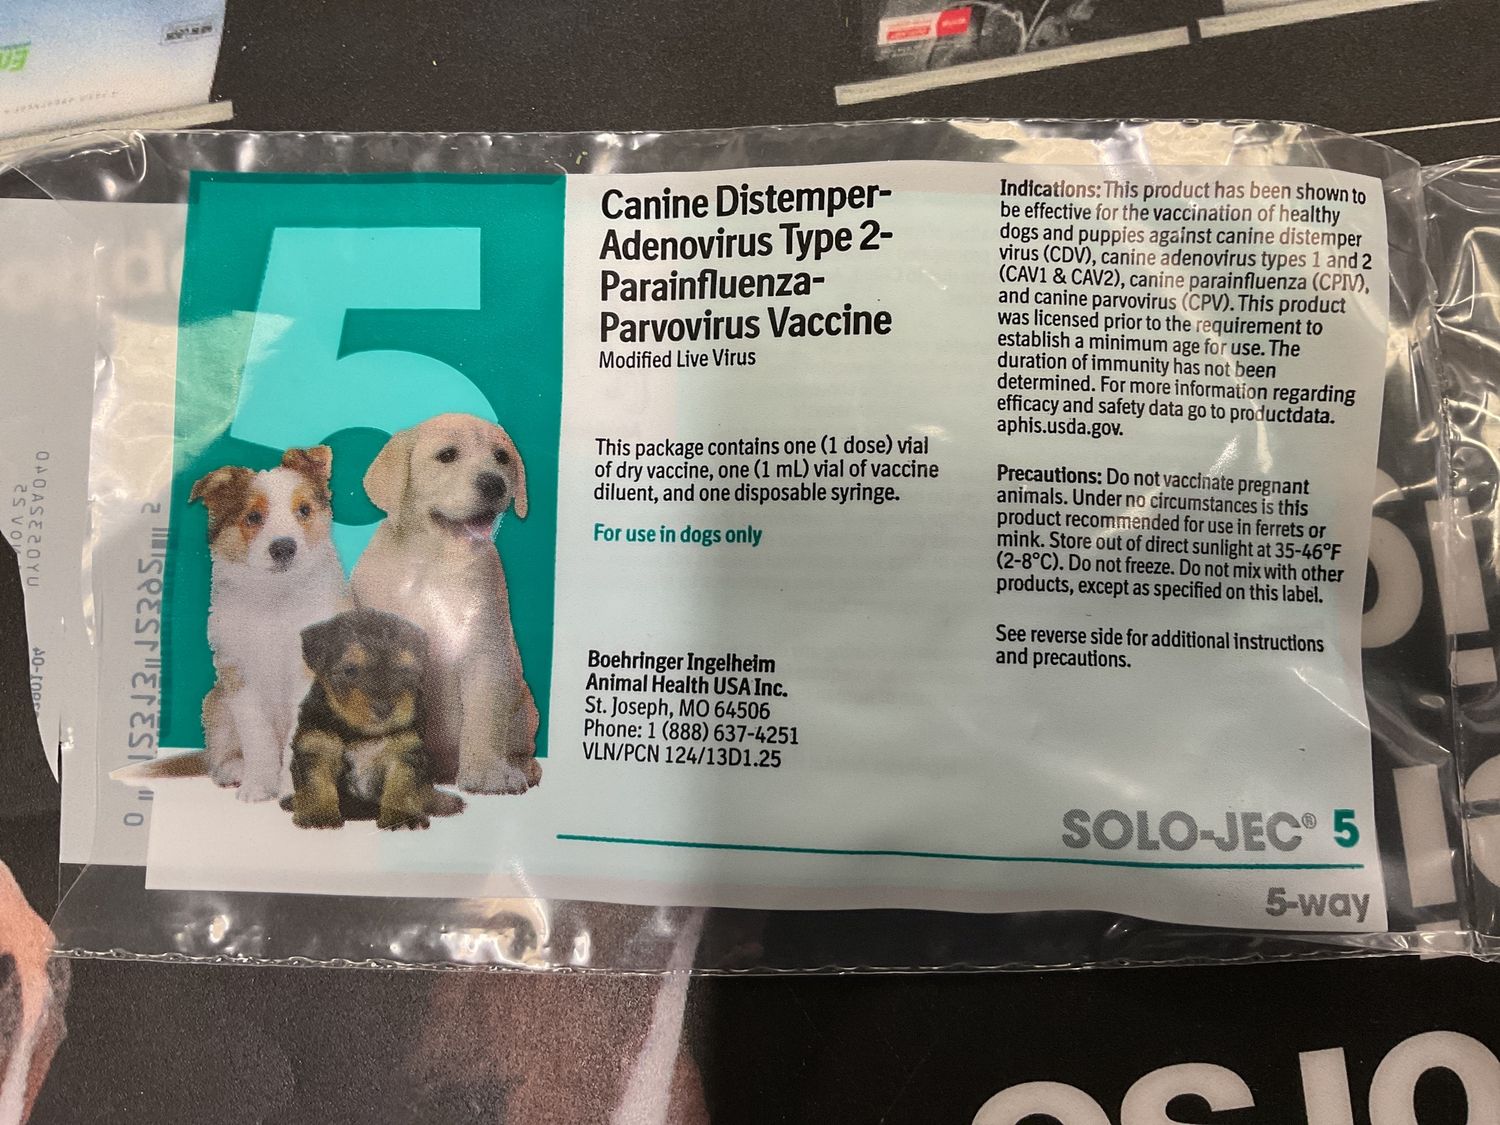 5
Canine Distemper-
Adenovirus Type 2-
Parainfluenza-
Parvovirus Vaccine
Modified Live Virus
This package contains one (1 dose) vial
of dry vaccine, one (1 mL) vial of vaccine
diluent, and one disposable syringe.
For use in dogs only
Boehringer Ingelheim
Animal Health USA Inc.
St. Joseph, MO 64506
Phone: 1 (888) 637-4251
VLN/PCN 124/13D1.25
Indications: This product has been shown to
be effective for the vaccination of healthy
dogs and puppies against canine distemper
virus (CDV), canine adenovirus types 1 and 2
(CAV1 & CAV2), canine parainfluenza (CPIV),
and canine parvovirus (CPV). This product
was licensed prior to the requirement to
establish a minimum age for use. The
duration of immunity has not been
determined. For more information regarding
efficacy and safety data go to productdata.
aphis.usda.gov.
Precautions: Do not vaccinate pregnant
animals. Under no circumstances is this
product recommended for use in ferrets or
mink. Store out of direct sunlight at 35-46°F
(2-8°C). Do not freeze. Do not mix with other
products, except as specified on this label.
See reverse side for additional instructions
and precautions.
SOLO-JEC® 5
5-way